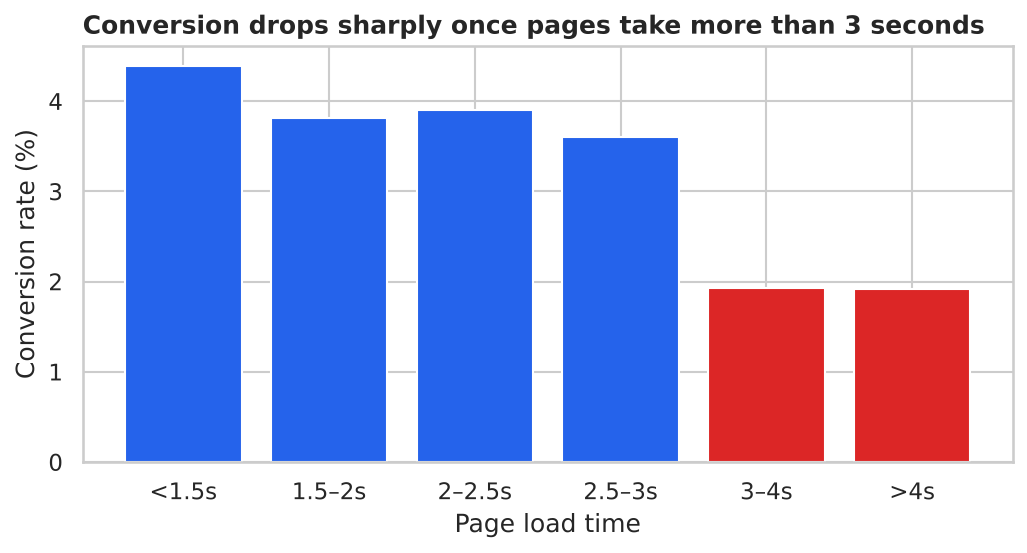 Conversion drops sharply once pages take more than 3 seconds
Conversion rate (%)
4
3
2
1
0
<1.5s
1.5–2s
2–2.5s
2.5–3s
3–4s
>4s
Page load time